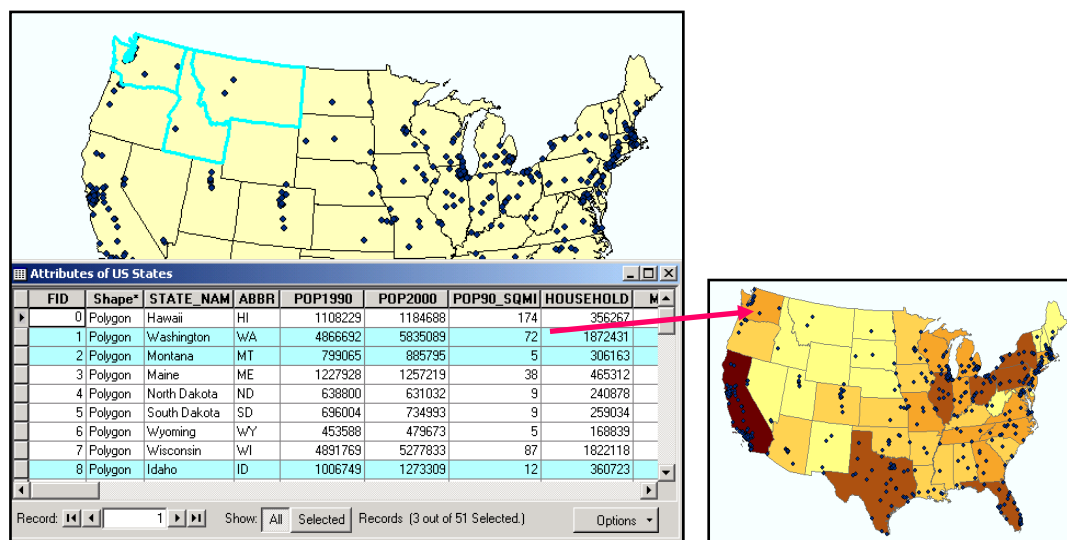 Attributes of US States
FID Shape* STATE_NAM ABBR POP1990 POP2000 POP90_SQMI HOUSEHOLD M
0 Polygon Hawaii HI 1108229 1184688 174 356267
1 Polygon Washington WA 4866692 5835089 72 1872431
2 Polygon Montana MT 799065 885795 5 306163
3 Polygon Maine ME 1227928 1257219 38 465312
4 Polygon North Dakota ND 638800 631032 9 240878
5 Polygon South Dakota SD 696004 734993 9 259034
6 Polygon Wyoming WY 453588 479673 5 168839
7 Polygon Wisconsin WI 4891769 5277833 87 1822118
8 Polygon Idaho ID 1006749 1273309 12 360723
Record: 1 Show: All Selected Records (3 out of 51 Selected.) Options